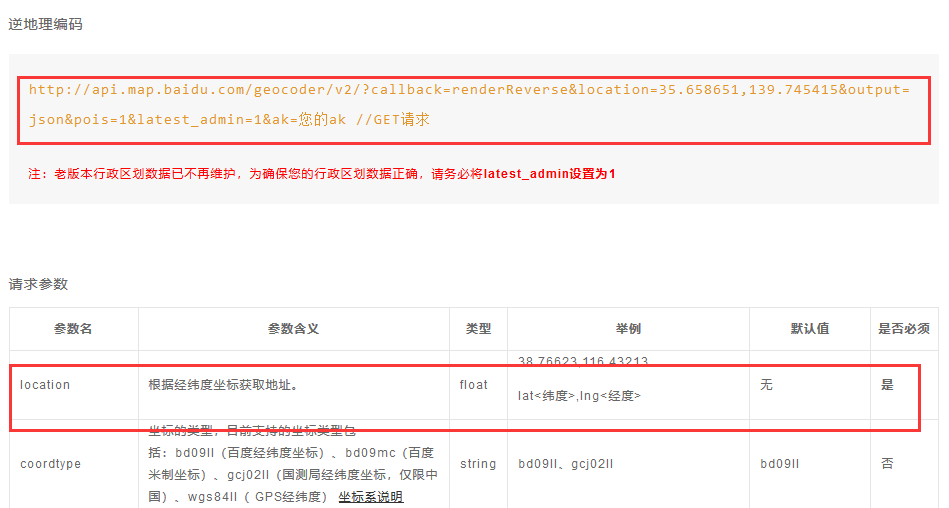 逆地理编码
http://api.map.baidu.com/geocoder/v2/?callback=renderReverse&location=35.658651,139.745415&output=
json&pois=1&latest_admin=1&ak=您的ak //GET请求
注：老版本行政区划数据已不再维护，为确保您的行政区划数据正确，请务必将latest_admin设置为1
请求参数
参数名 参数含义 类型 举例 默认值 是否必须
38.76623,116.43213
location 根据经纬度坐标获取地址。 float lat<纬度>,lng<经度> 无 是
坐标的类型，目前支持的坐标类型包
括：bd09ll（百度经纬度坐标）、bd09mc（百度
米制坐标）、gcj02ll（国测局经纬度坐标，仅限中
国）、wgs84ll（ GPS经纬度） 坐标系说明
coordtype string bd09ll、gcj02ll bd09ll 否